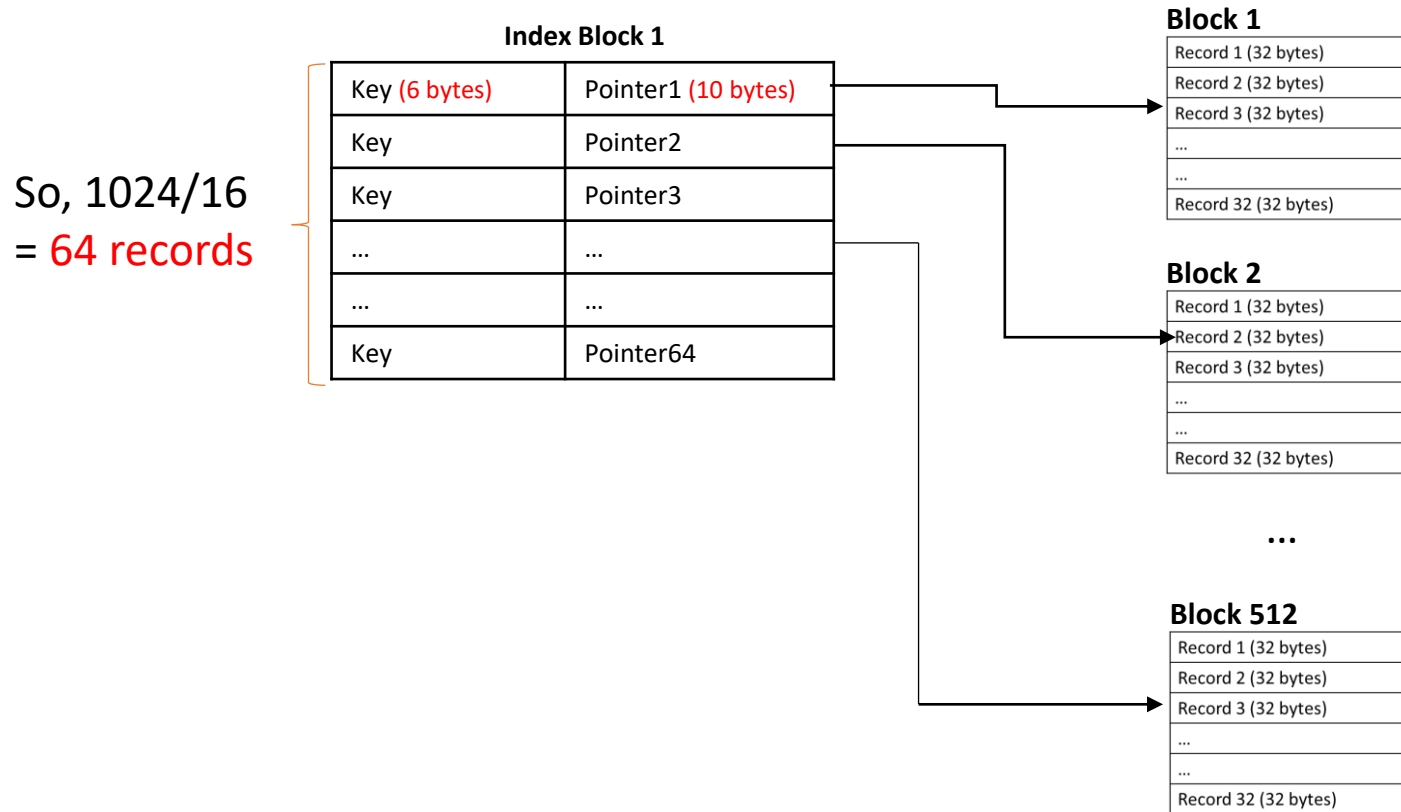 Index Block 1
So, 1024/16
= 64 records
Key (6 bytes) Pointer1 (10 bytes)
Key Pointer2
Key Pointer3
... ...
... ...
Key Pointer64
Block 1
Record 1 (32 bytes)
Record 2 (32 bytes)
Record 3 (32 bytes)
...
...
Record 32 (32 bytes)
Block 2
Record 1 (32 bytes)
Record 2 (32 bytes)
Record 3 (32 bytes)
...
...
Record 32 (32 bytes)
...
Block 512
Record 1 (32 bytes)
Record 2 (32 bytes)
Record 3 (32 bytes)
...
...
Record 32 (32 bytes)